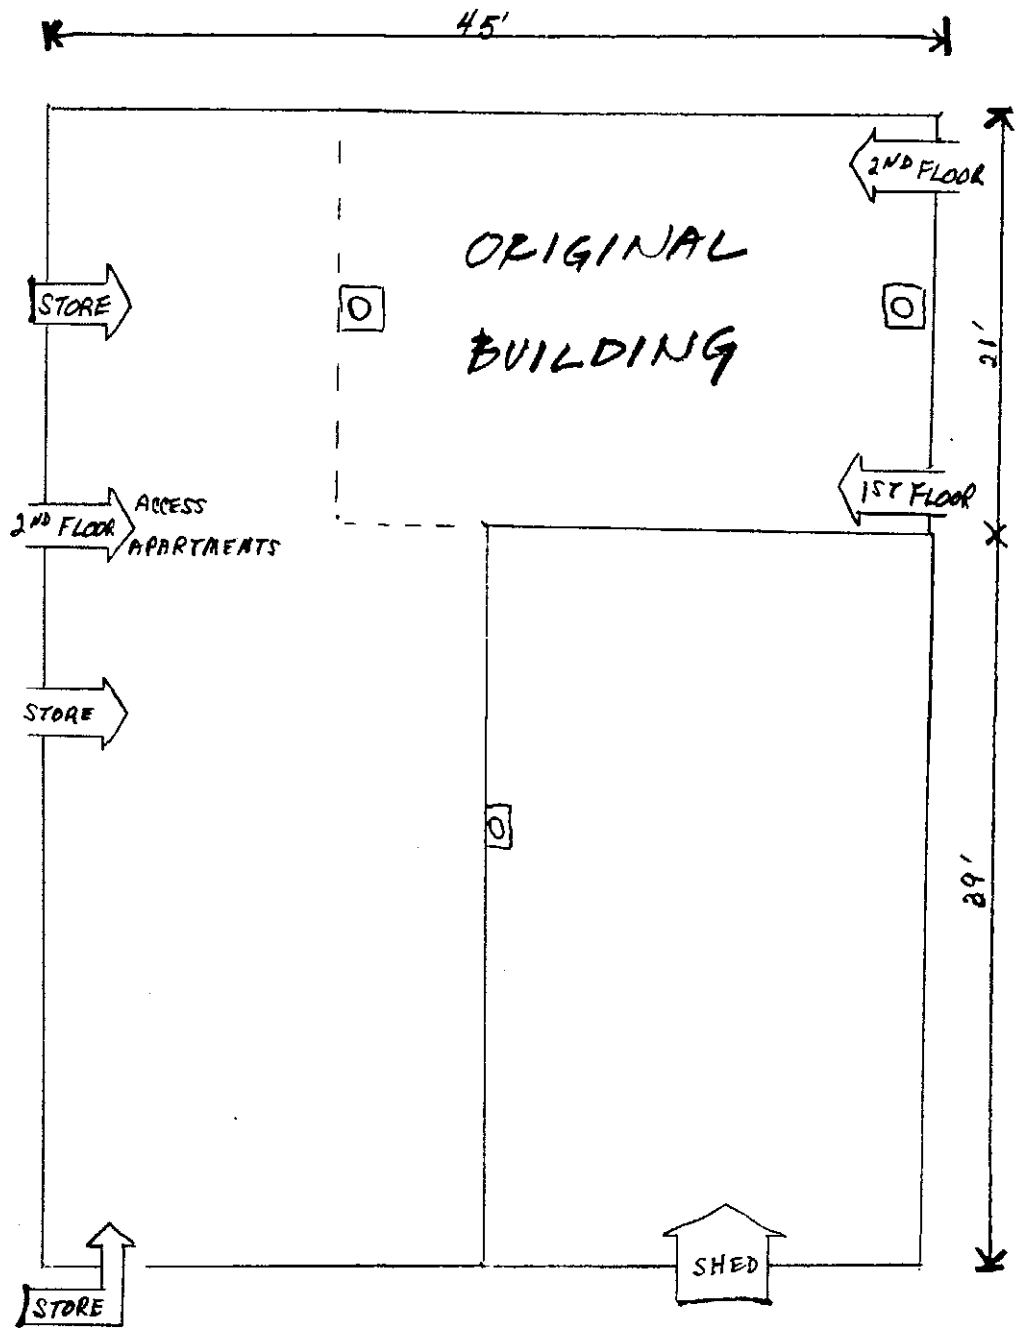 45'
2ND FLOOR
ORIGINAL
STORE
BUILDING
21'
1ST FLOOR
ACCESS
2ND FLOOR
APARTMENTS
STORE
29'
SHED
STORE